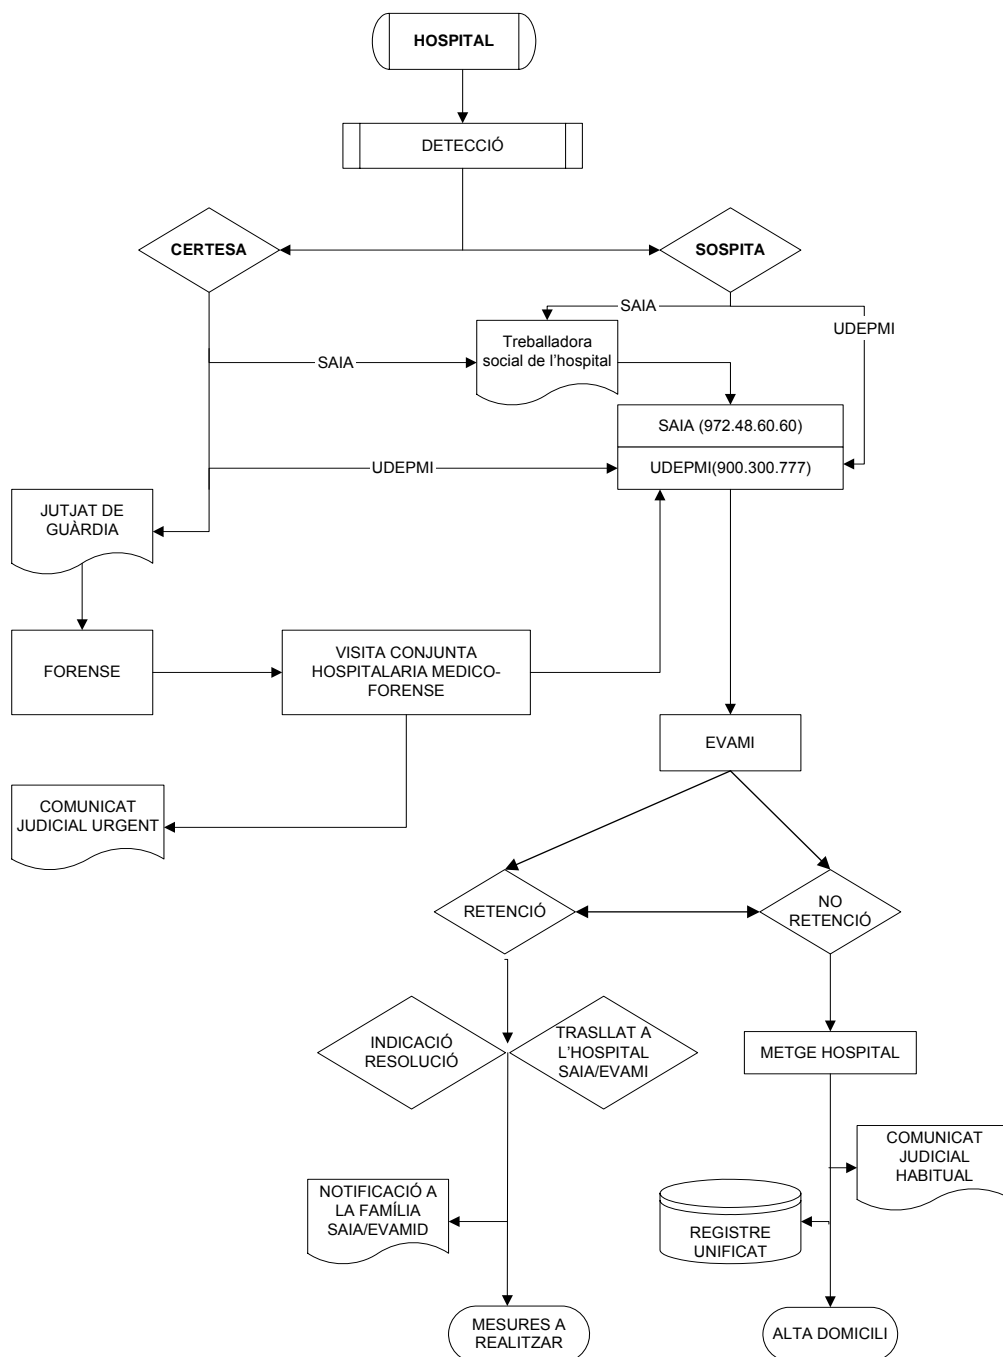 HOSPITAL
DETECCIÓ
CERTESA
SOSPITA
SAIA
UDEPMI
Treballadora
social de l'hospital
SAIA
SAIA (972.48.60.60)
UDEPMI
UDEPMI(900.300.777)
JUTJAT DE
GUÀRDIA
FORENSE
VISITA CONJUNTA
HOSPITALARIA MEDICO-
FORENSE
EVAMI
COMUNICAT
JUDICIAL URGENT
RETENCIÓ
NO
RETENCIÓ
INDICACIÓ
RESOLUCIÓ
TRASLLAT A
L'HOSPITAL
SAIA/EVAMI
METGE HOSPITAL
COMUNICAT
JUDICIAL
HABITUAL
NOTIFICACIÓ A
LA FAMÍLIA
SAIA/EVAMID
REGISTRE
UNIFICAT
MESURES A
REALITZAR
ALTA DOMICILI